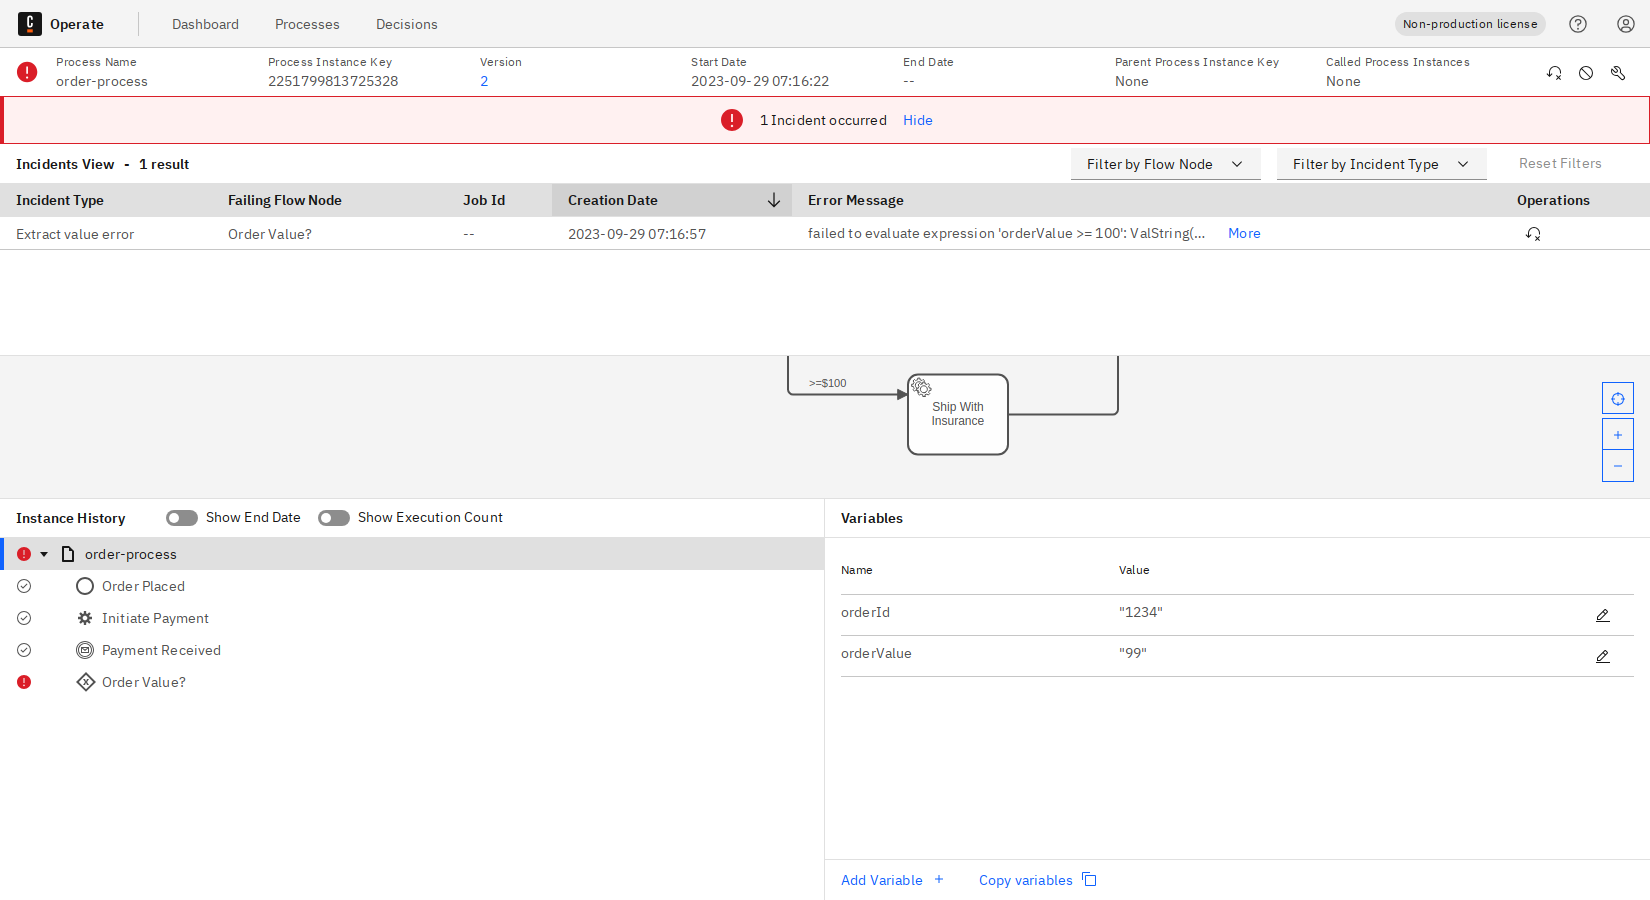 Operate Dashboard Processes Decisions Non-production license
Process Name Process Instance Key Version Start Date End Date Parent Process Instance Key Called Process Instances
order-process 2251799813725328 2 2023-09-29 07:16:22 -- None None
1 Incident occurred Hide
Incidents View - 1 result Filter by Flow Node Filter by Incident Type Reset Filters
Incident Type Failing Flow Node Job Id Creation Date Error Message Operations
Extract value error Order Value? -- 2023-09-29 07:16:57 failed to evaluate expression 'orderValue >= 100': ValString(... More
>=$100
Ship With
Insurance
Instance History Show End Date Show Execution Count
order-process
Order Placed
Initiate Payment
Payment Received
Order Value?
Variables
Name Value
orderId "1234"
orderValue "99"
Add Variable + Copy variables